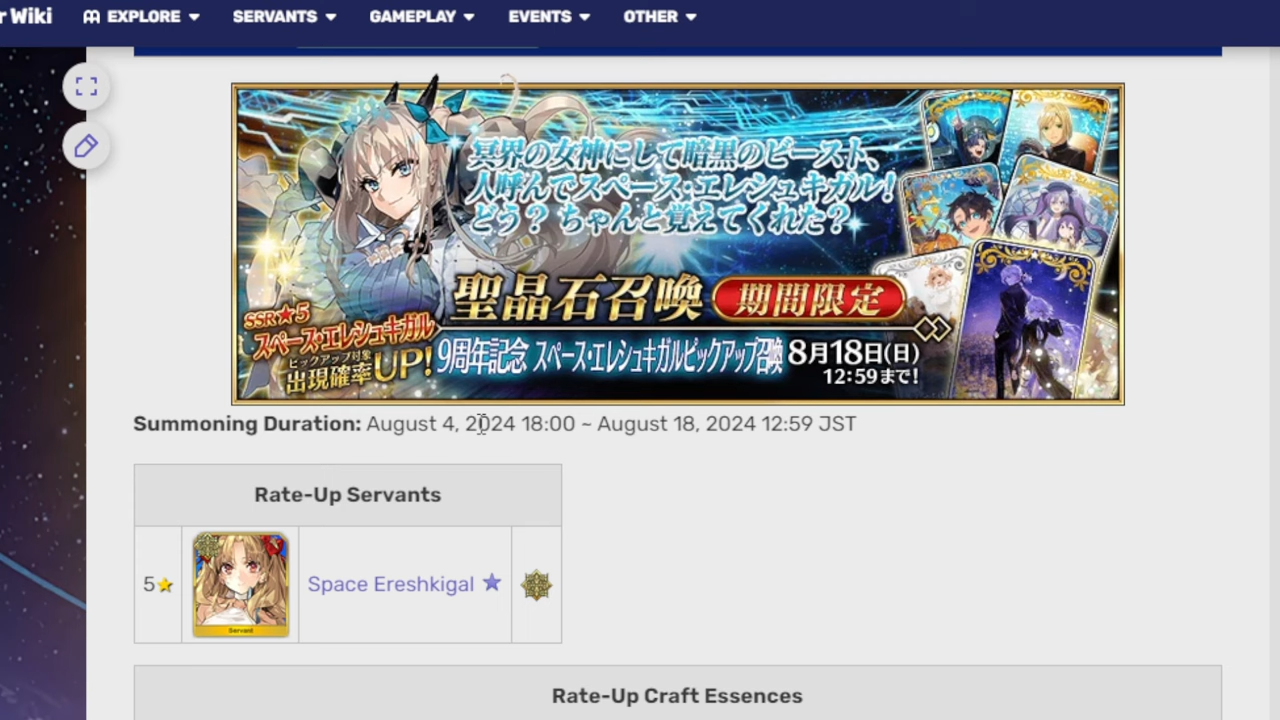 r Wiki EXPLORE SERVANTS GAMEPLAY EVENTS OTHER
冥界の女神にして暗黒のビースト、
人呼んでスペース・エレシュキガル!
どう? ちゃんと覚えてくれた?
聖晶石召喚 期間限定
SSR★5
スペース・エレシュキガル
ピックアップ対象
出現確率UP!
9周年記念 スペース・エレシュキガルピックアップ召喚 8月18日(日)
12:59まで!
Summoning Duration: August 4, 2024 18:00 ~ August 18, 2024 12:59 JST
Rate-Up Servants
5 Space Ereshkigal
Servant
Rate-Up Craft Essences